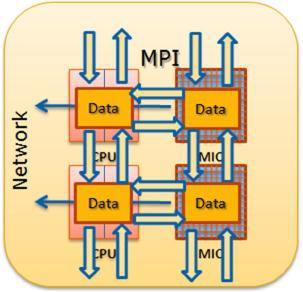 MPI
Data
Data
CPU
MIC
Network
Data
Data
CPU
MIC